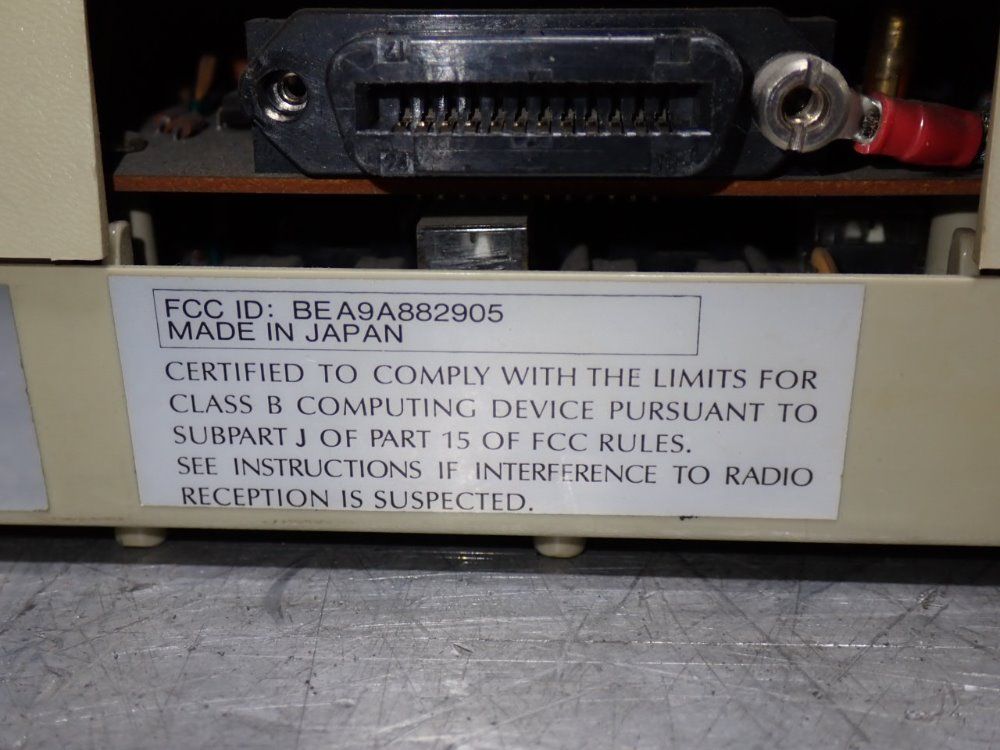 FCC ID: BEA9A882905
MADE IN JAPAN
CERTIFIED TO COMPLY WITH THE LIMITS FOR
CLASS B COMPUTING DEVICE PURSUANT TO
SUBPART J OF PART 15 OF FCC RULES.
SEE INSTRUCTIONS IF INTERFERENCE TO RADIO
RECEPTION IS SUSPECTED.